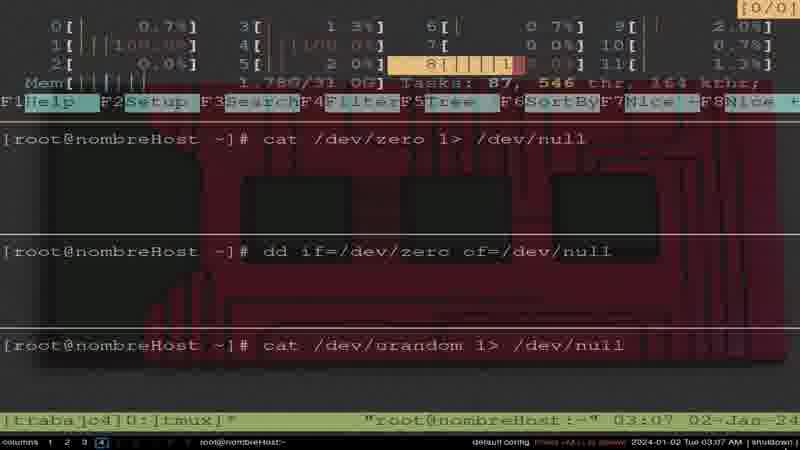 [0/0]
0[ 0.7%] 3[ 1.3%] 6[ 0.7%] 9[ 2.0%]
1[ 100.0%] 4[ 100.0%] 7[ 0.0%] 10[ 0.7%]
2[ 0.0%] 5[ 2.0%] 8[ 11[ 1.3%]
Mem[ 1.78G/31.0G] Tasks: 87, 546 thr, 164 kthr;
F1Help F2Setup F3Search F4Filter F5Tree F6SortBy F7Nice - F8Nice +
[root@nombreHost ~]# cat /dev/zero 1> /dev/null
[root@nombreHost ~]# dd if=/dev/zero of=/dev/null
[root@nombreHost ~]# cat /dev/urandom 1> /dev/null
[trabajo4]0:[tmux]* "root@nombreHost:~" 03:07 02-Jan-24
columns 1 2 3 4 root@nombreHost:~ default config 2024-01-02 Tue 03:07 AM | shutdown |